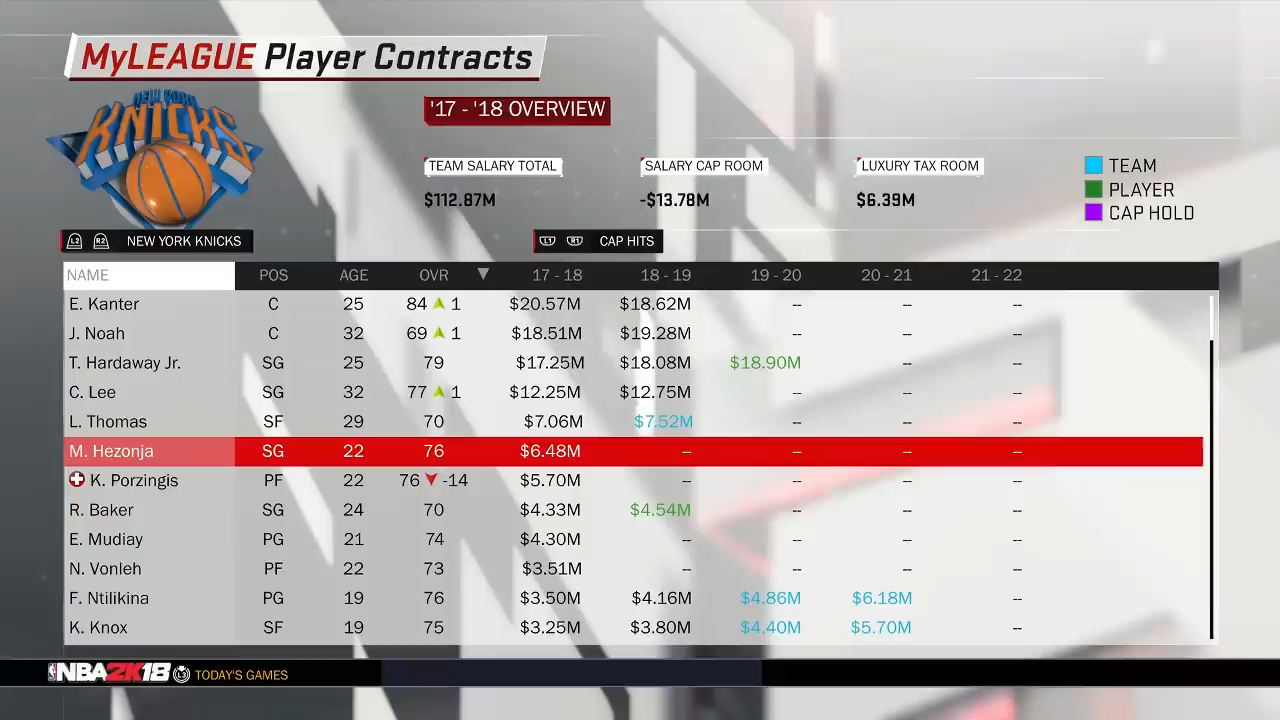 MyLEAGUE Player Contracts
NEW YORK
KNICKS
'17 - '18 OVERVIEW
TEAM SALARY TOTAL SALARY CAP ROOM LUXURY TAX ROOM
$112.87M -$13.78M $6.39M
TEAM
PLAYER
CAP HOLD
L2 R2 NEW YORK KNICKS L1 R1 CAP HITS
NAME POS AGE OVR 17 - 18 18 - 19 19 - 20 20 - 21 21 - 22
E. Kanter C 25 84 1 $20.57M $18.62M -- -- --
J. Noah C 32 69 1 $18.51M $19.28M -- -- --
T. Hardaway Jr. SG 25 79 $17.25M $18.08M $18.90M -- --
C. Lee SG 32 77 1 $12.25M $12.75M -- -- --
L. Thomas SF 29 70 $7.06M $7.52M -- -- --
M. Hezonja SG 22 76 $6.48M -- -- -- --
K. Porzingis PF 22 76 -14 $5.70M -- -- -- --
R. Baker SG 24 70 $4.33M $4.54M -- -- --
E. Mudiay PG 21 74 $4.30M -- -- -- --
N. Vonleh PF 22 73 $3.51M -- -- -- --
F. Ntilikina PG 19 76 $3.50M $4.16M $4.86M $6.18M --
K. Knox SF 19 75 $3.25M $3.80M $4.40M $5.70M --
NBA2K18 TODAY'S GAMES